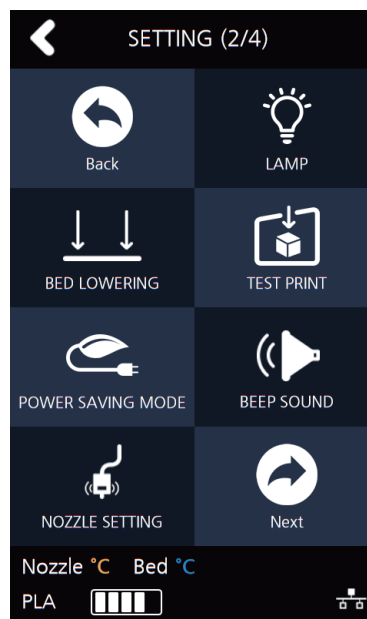 SETTING (2/4)
Back
LAMP
BED LOWERING
TEST PRINT
POWER SAVING MODE
BEEP SOUND
NOZZLE SETTING
Next
Nozzle °C Bed °C
PLA